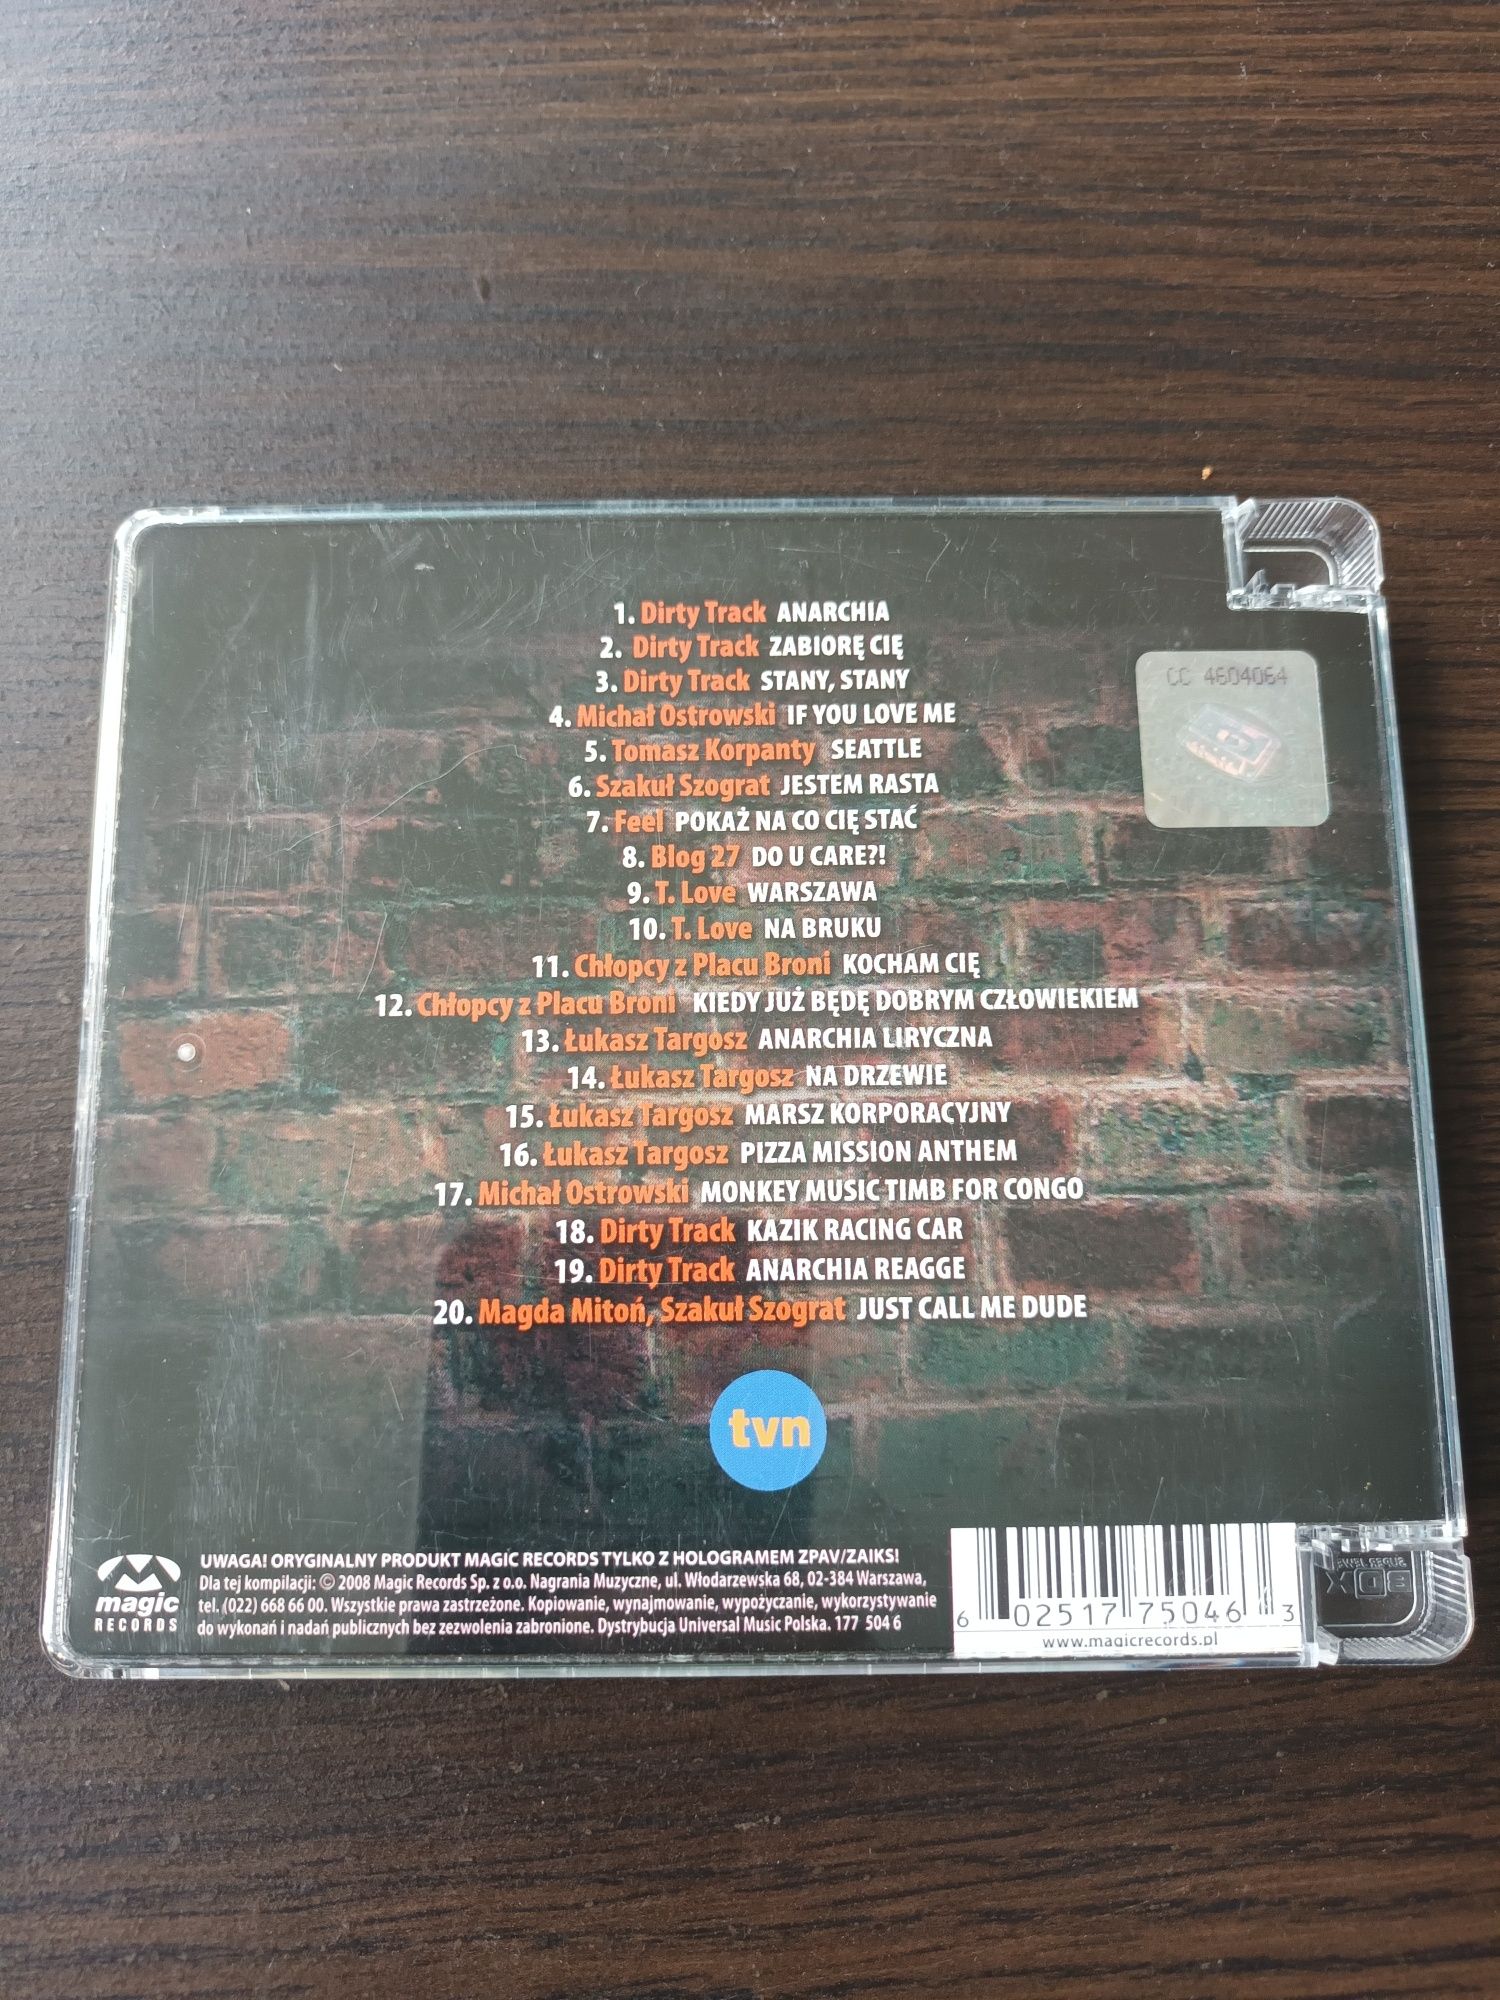 1. Dirty Track ANARCHIA
2. Dirty Track ZABIORĘ CIĘ
3. Dirty Track STANY, STANY
4. Michał Ostrowski IF YOU LOVE ME
5. Tomasz Korpanty SEATTLE
6. Szakuł Szograt JESTEM RASTA
7. Feel POKAŻ NA CO CIĘ STAĆ
8. Blog 27 DO U CARE?!
9. T. Love WARSZAWA
10. T. Love NA BRUKU
11. Chłopcy z Placu Broni KOCHAM CIĘ
12. Chłopcy z Placu Broni KIEDY JUŻ BĘDĘ DOBRYM CZŁOWIEKIEM
13. Łukasz Targosz ANARCHIA LIRYCZNA
14. Łukasz Targosz NA DRZEWIE
15. Łukasz Targosz MARSZ KORPORACYJNY
16. Łukasz Targosz PIZZA MISSION ANTHEM
17. Michał Ostrowski MONKEY MUSIC TIMB FOR CONGO
18. Dirty Track KAZIK RACING CAR
19. Dirty Track ANARCHIA REAGGE
20. Magda Mitoń, Szakuł Szograt JUST CALL ME DUDE
CC 4604064
tvn
magic
RECORDS
UWAGA! ORYGINALNY PRODUKT MAGIC RECORDS TYLKO Z HOLOGRAMEM ZPAV/ZAIKS!
Dla tej kompilacji: © 2008 Magic Records Sp. z o.o. Nagrania Muzyczne, ul. Włodarzewska 68, 02-384 Warszawa,
tel. (022) 668 66 00. Wszystkie prawa zastrzeżone. Kopiowanie, wynajmowanie, wypożyczanie, wykorzystywanie
do wykonań i nadań publicznych bez zezwolenia zabronione. Dystrybucja Universal Music Polska. 177 504 6
6 02517 75046 3
www.magicrecords.pl